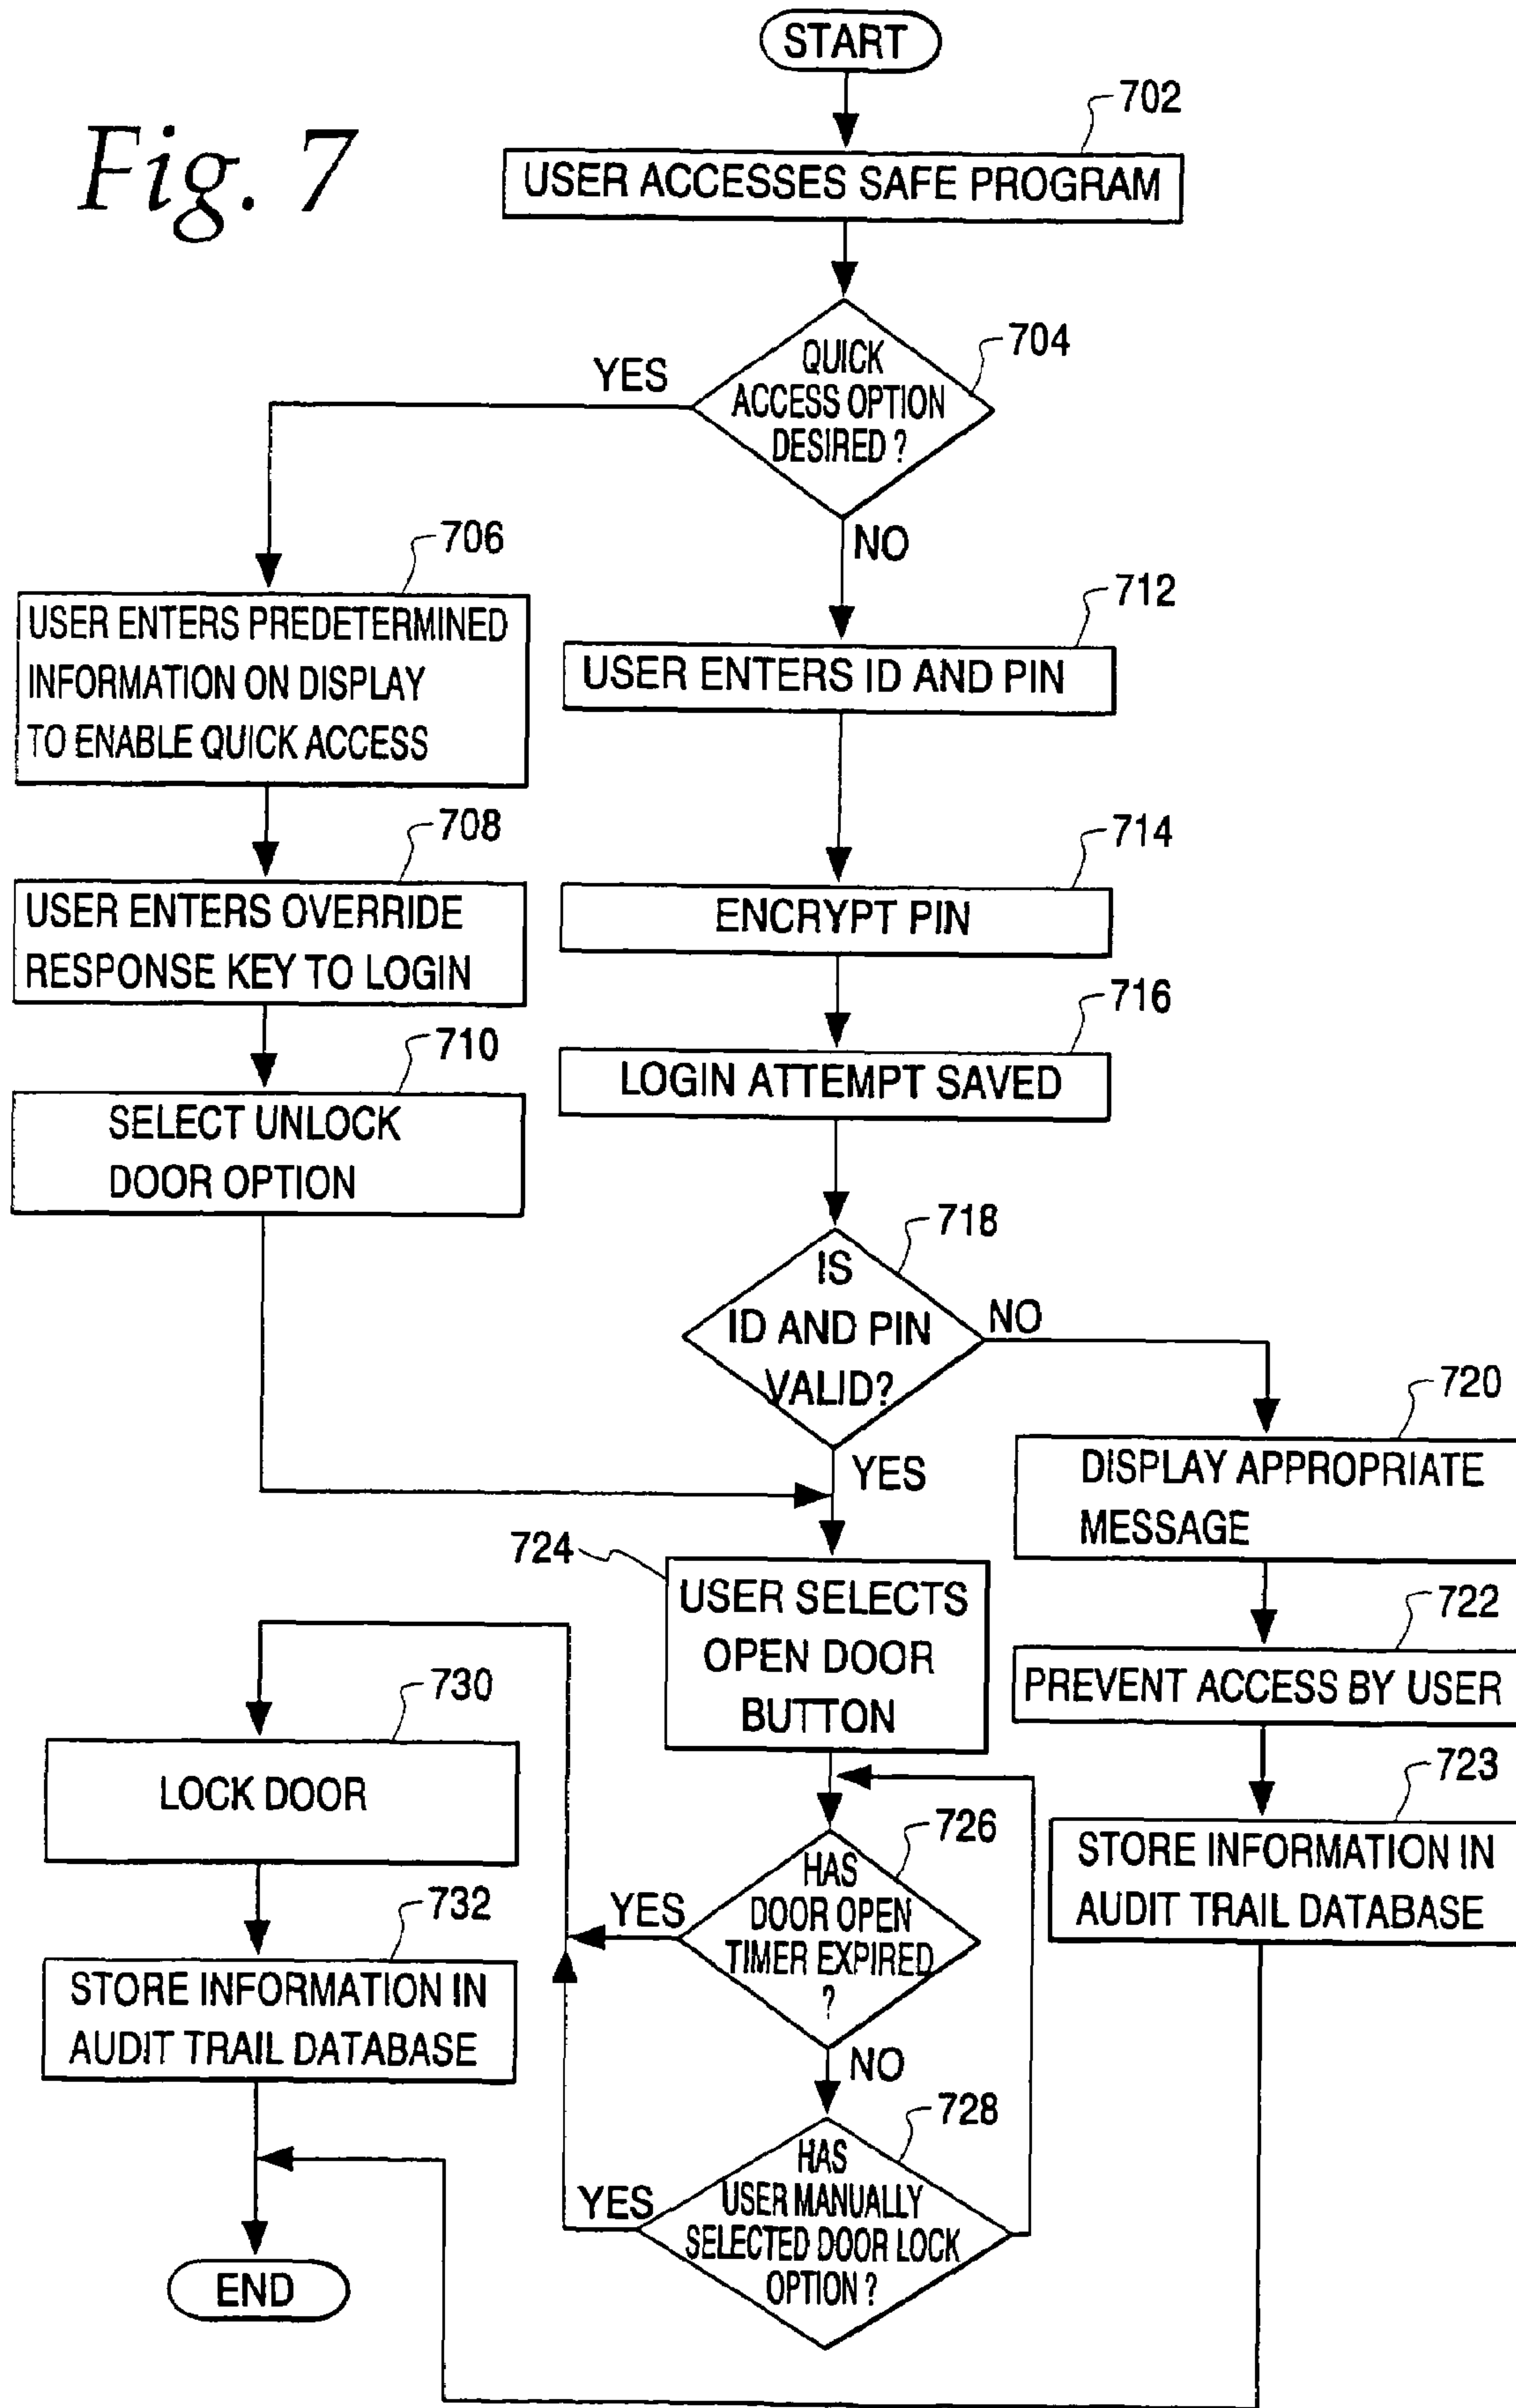 START
Fig. 7
702
USER ACCESSES SAFE PROGRAM
704
QUICK
ACCESS OPTION
DESIRED ?
YES
NO
706
USER ENTERS PREDETERMINED
INFORMATION ON DISPLAY
TO ENABLE QUICK ACCESS
712
USER ENTERS ID AND PIN
708
USER ENTERS OVERRIDE
RESPONSE KEY TO LOGIN
714
ENCRYPT PIN
710
SELECT UNLOCK
DOOR OPTION
716
LOGIN ATTEMPT SAVED
718
IS
ID AND PIN
VALID?
NO
YES
720
DISPLAY APPROPRIATE
MESSAGE
724
USER SELECTS
OPEN DOOR
BUTTON
722
PREVENT ACCESS BY USER
730
LOCK DOOR
723
STORE INFORMATION IN
AUDIT TRAIL DATABASE
726
HAS
DOOR OPEN
TIMER EXPIRED
?
YES
NO
732
STORE INFORMATION IN
AUDIT TRAIL DATABASE
728
HAS
USER MANUALLY
SELECTED DOOR LOCK
OPTION ?
YES
END